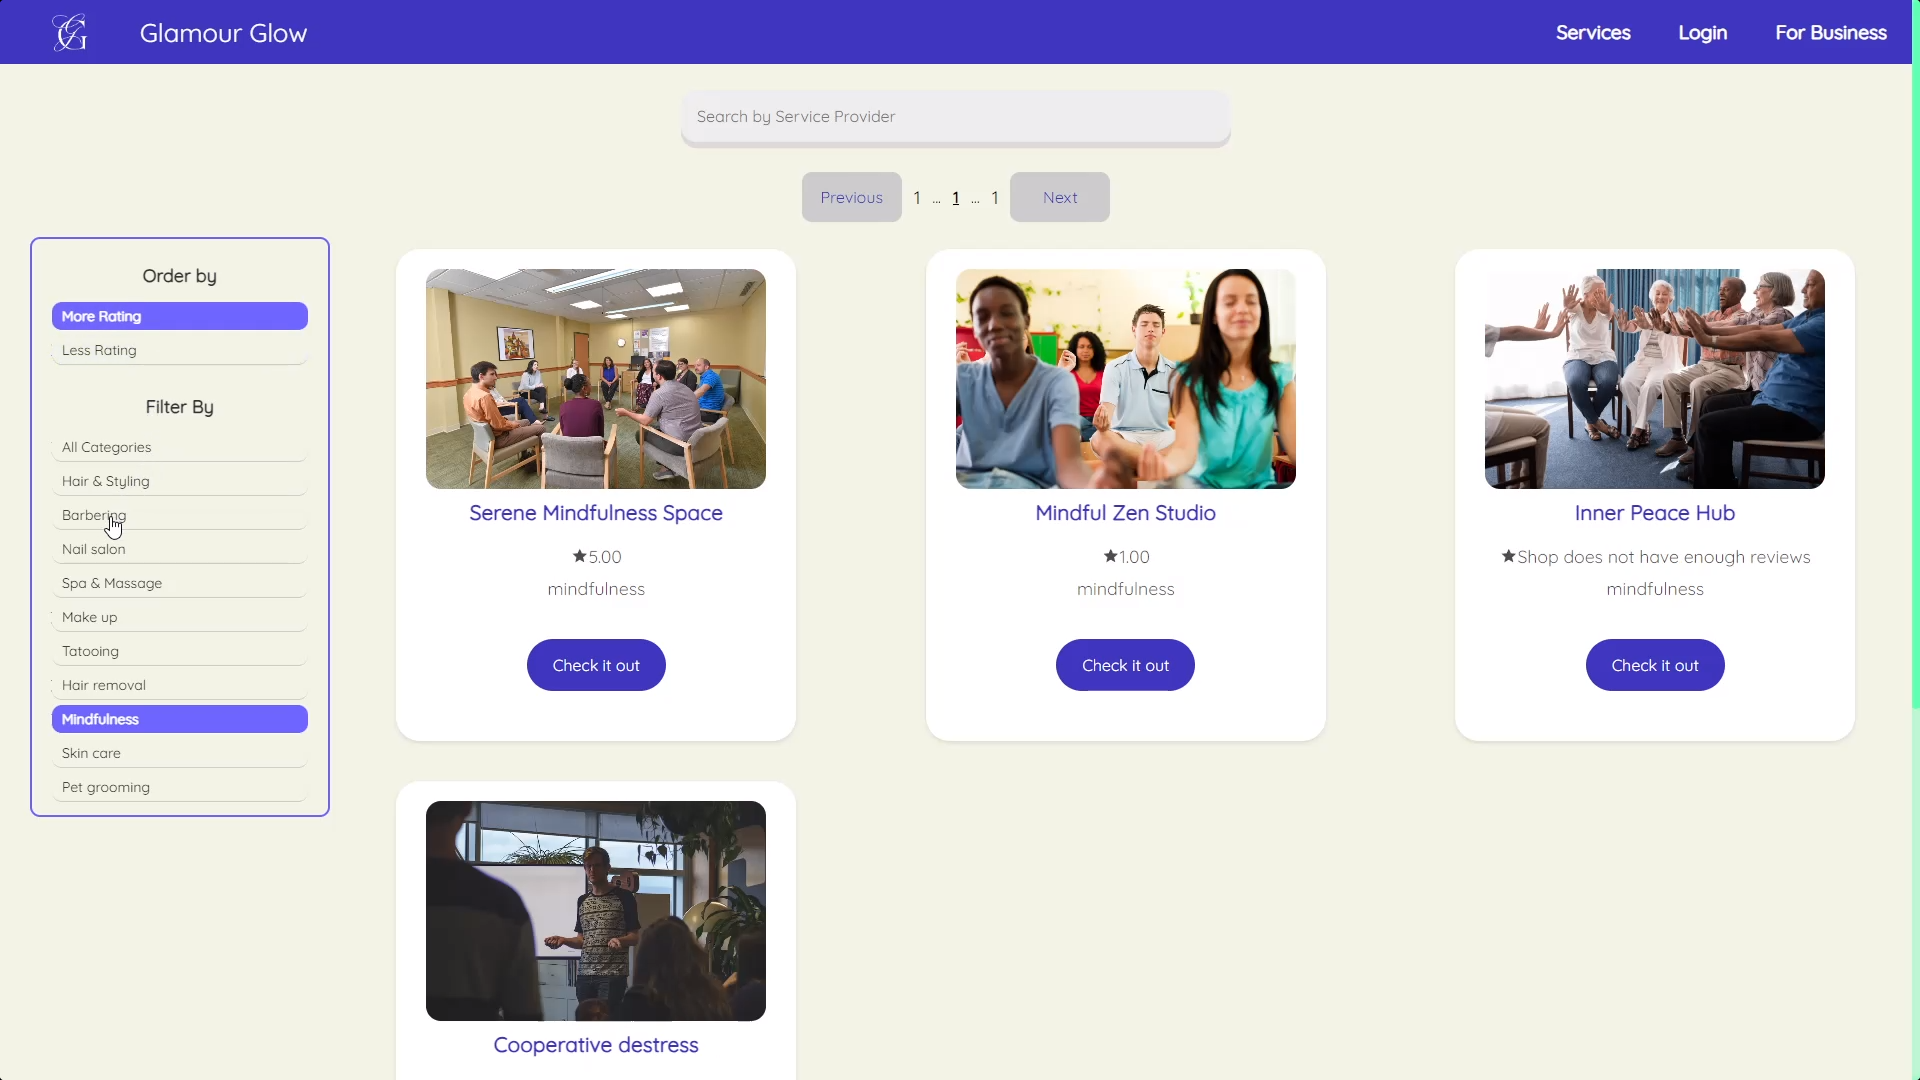 G Glamour Glow Services Login For Business
Search by Service Provider
Previous 1 ... 1 ... 1 Next
Order by
More Rating
Less Rating
Filter By
All Categories
Hair & Styling
Barbering
Nail salon
Spa & Massage
Make up
Tatooing
Hair removal
Mindfulness
Skin care
Pet grooming
Serene Mindfulness Space
★5.00
mindfulness
Check it out
Mindful Zen Studio
★1.00
mindfulness
Check it out
Inner Peace Hub
★Shop does not have enough reviews
mindfulness
Check it out
Cooperative destress